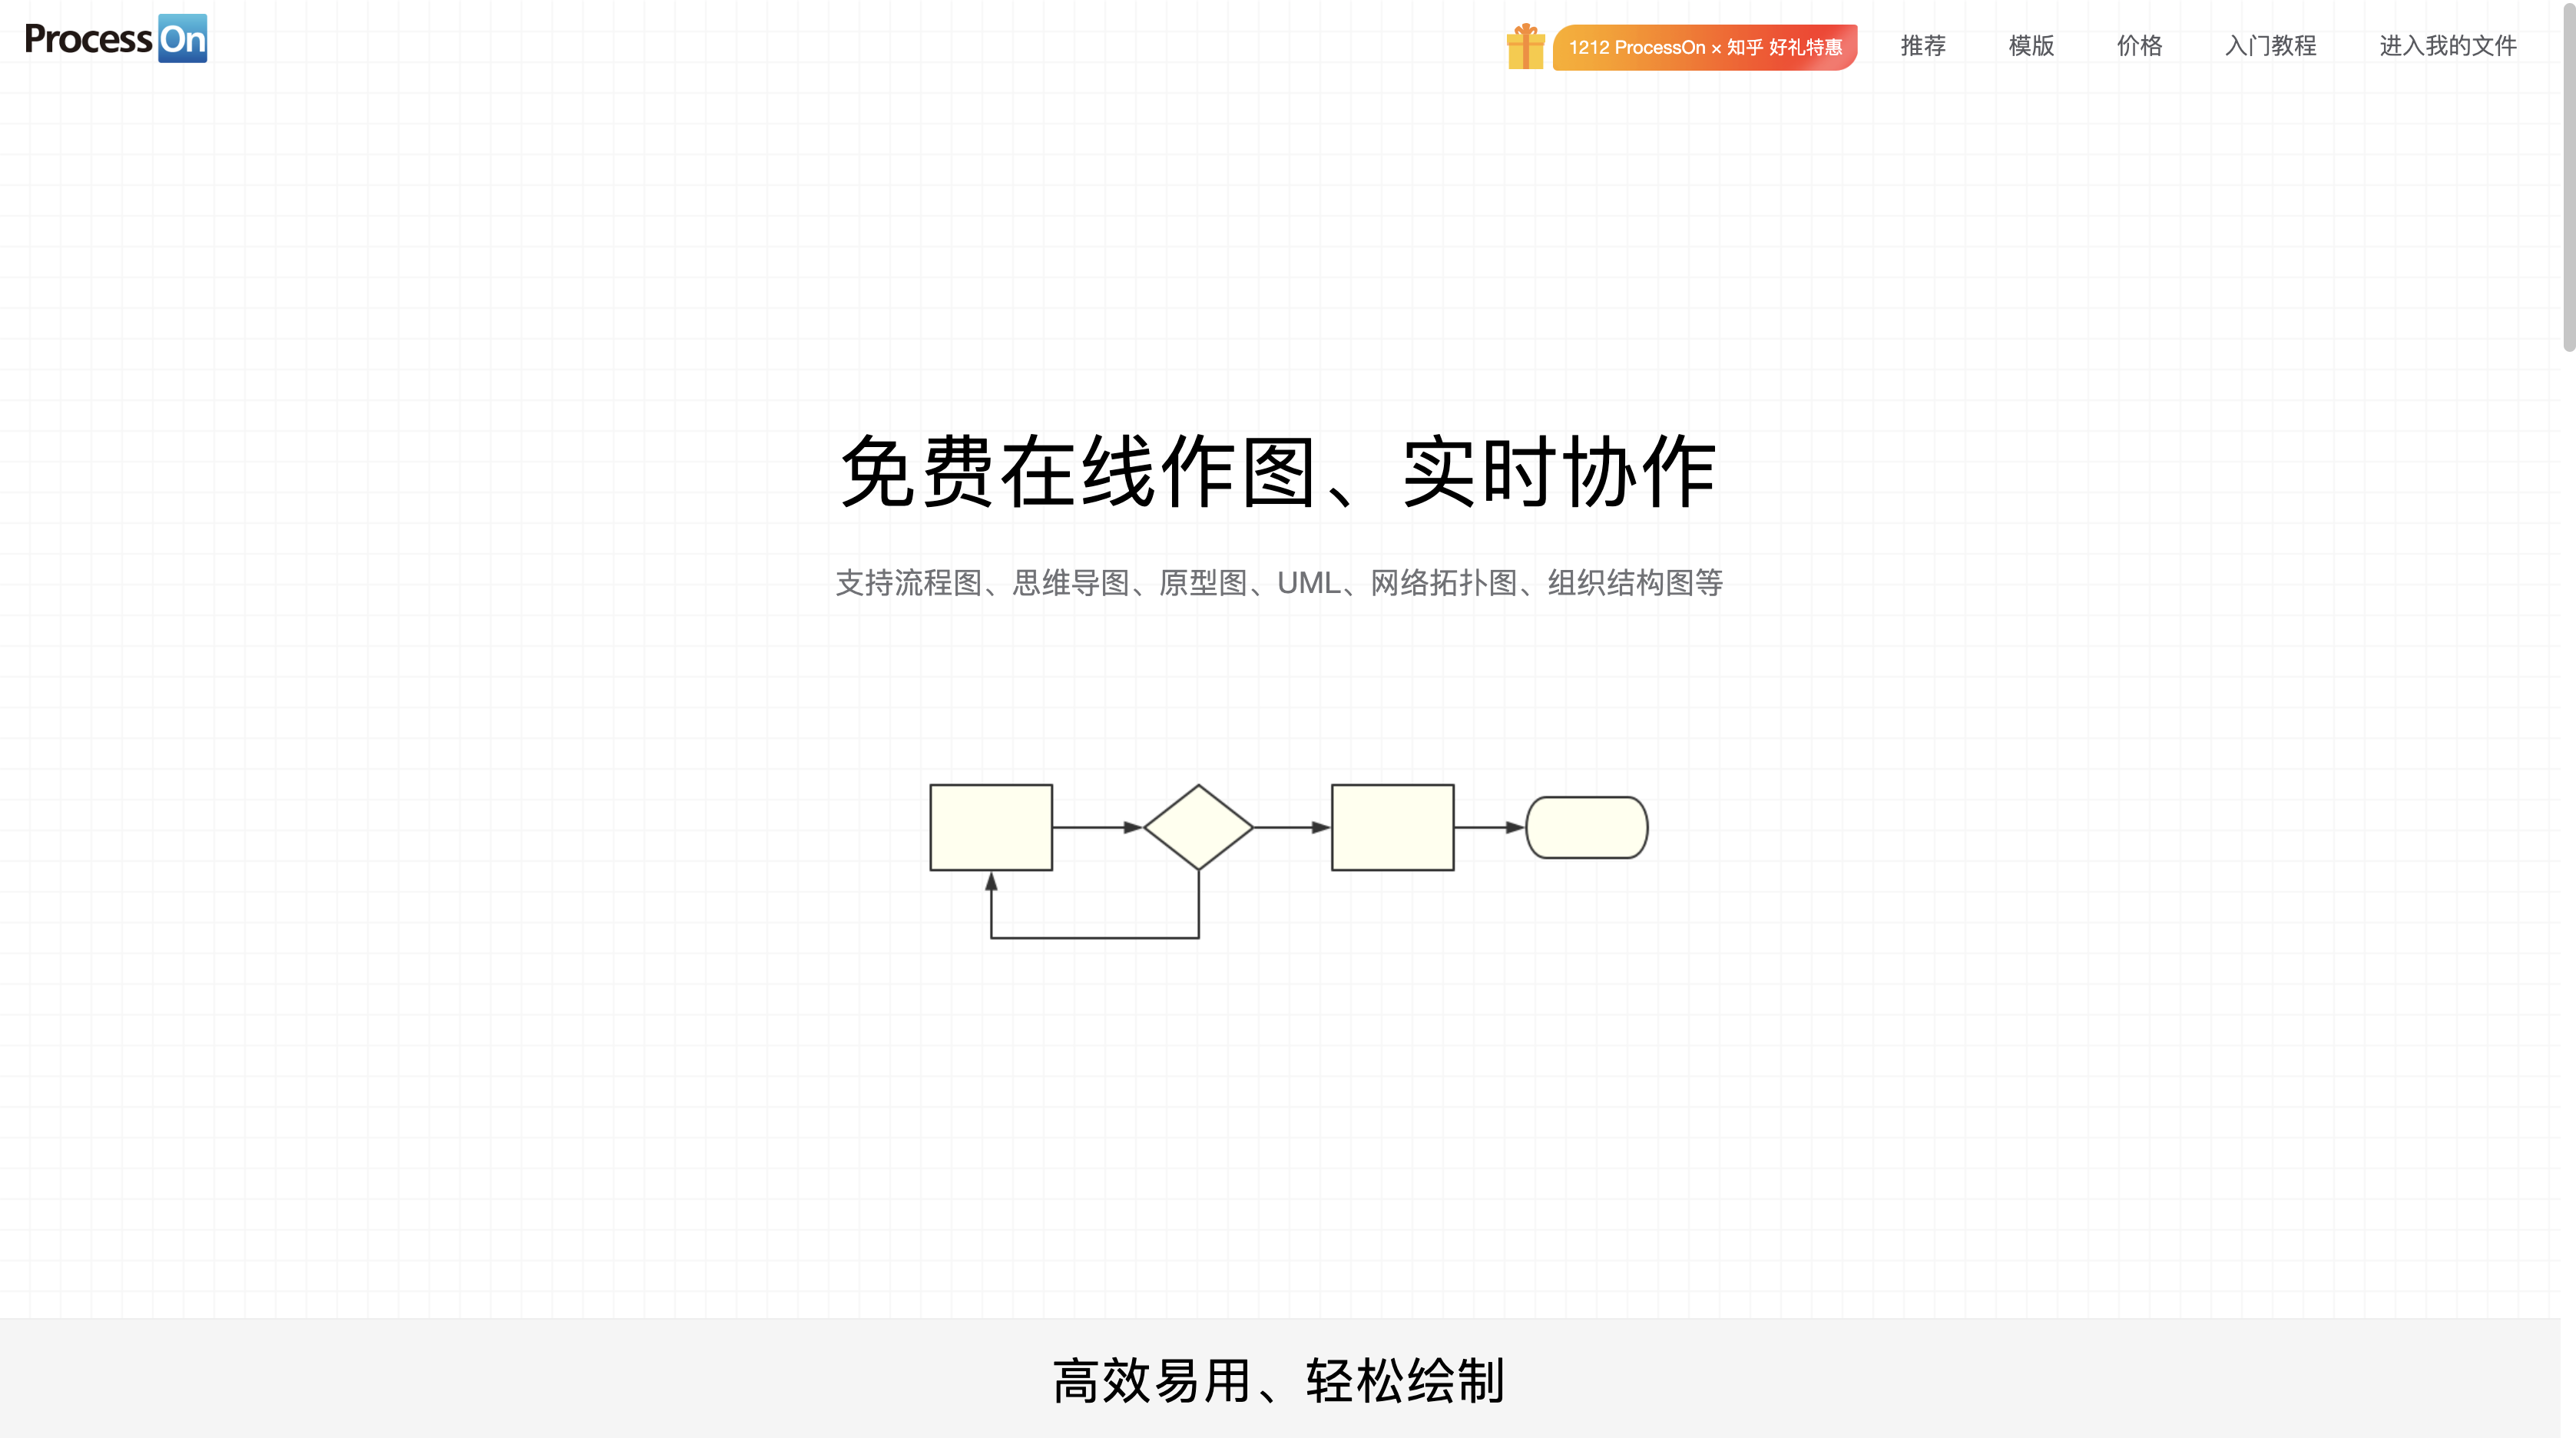 ProcessOn
1212 ProcessOn × 知乎 好礼特惠
推荐
模版
价格
入门教程
进入我的文件
免费在线作图、实时协作
支持流程图、思维导图、原型图、UML、网络拓扑图、组织结构图等
高效易用、轻松绘制